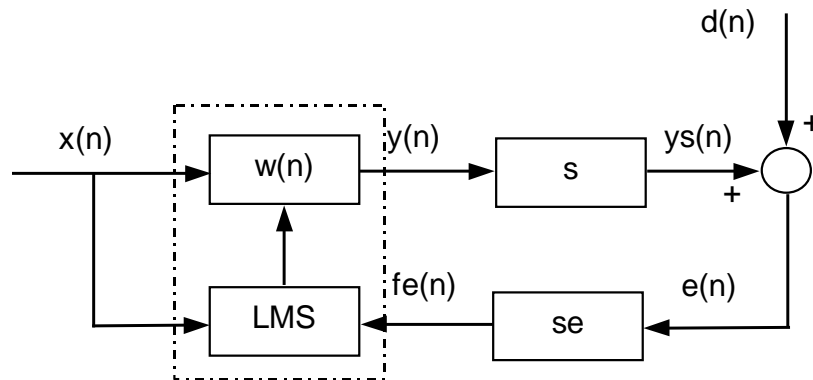 d(n)
x(n)
y(n)
ys(n)
+
w(n)
s
+
fe(n)
e(n)
LMS
se